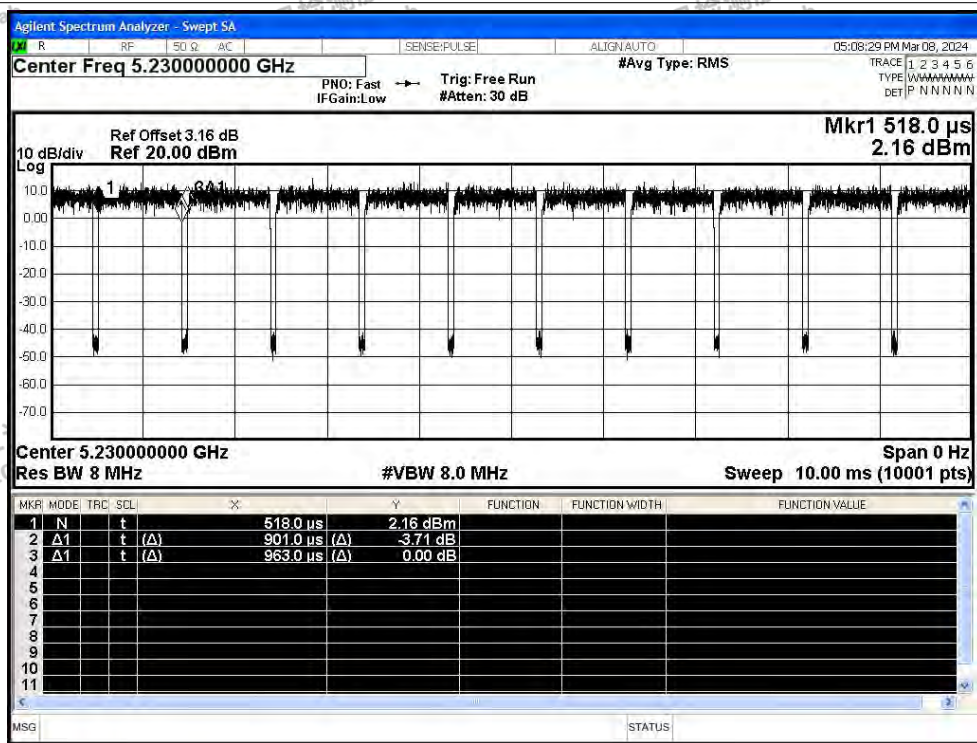 Agilent Spectrum Analyzer - Swept SA
R RF 50 Ω AC SENSE:PULSE ALIGN AUTO 05:08:29 PM Mar 08, 2024
Center Freq 5.230000000 GHz #Avg Type: RMS TRACE 1 2 3 4 5 6
PNO: Fast Trig: Free Run TYPE WWWWWW
IFGain:Low #Atten: 30 dB DET P N N N N N
Mkr1 518.0 µs
Ref Offset 3.16 dB
10 dB/div Ref 20.00 dBm 2.16 dBm
Log
10.0
1 3Δ1
0.00
-10.0
-20.0
-30.0
-40.0
-50.0
-60.0
-70.0
Center 5.230000000 GHz Span 0 Hz
Res BW 8 MHz #VBW 8.0 MHz Sweep 10.00 ms (10001 pts)
MKR MODE TRC SCL X Y FUNCTION FUNCTION WIDTH FUNCTION VALUE
1 N t 518.0 µs 2.16 dBm
2 Δ1 t (Δ) 901.0 µs (Δ) -3.71 dB
3 Δ1 t (Δ) 963.0 µs (Δ) 0.00 dB
4
5
6
7
8
9
10
11
MSG STATUS